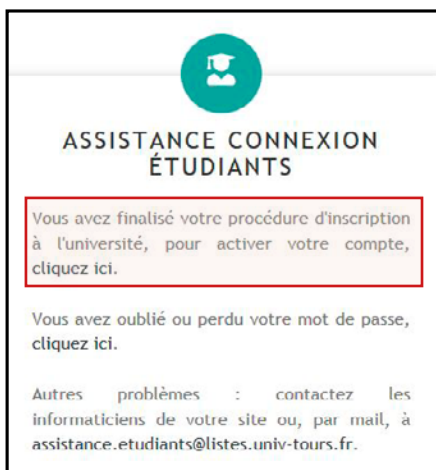 ASSISTANCE CONNEXION
ÉTUDIANTS
Vous avez finalisé votre procédure d'inscription
à l'université, pour activer votre compte,
cliquez ici.
Vous avez oublié ou perdu votre mot de passe,
cliquez ici.
Autres problèmes : contactez les
informaticiens de votre site ou, par mail, à
assistance.etudiants@listes.univ-tours.fr.